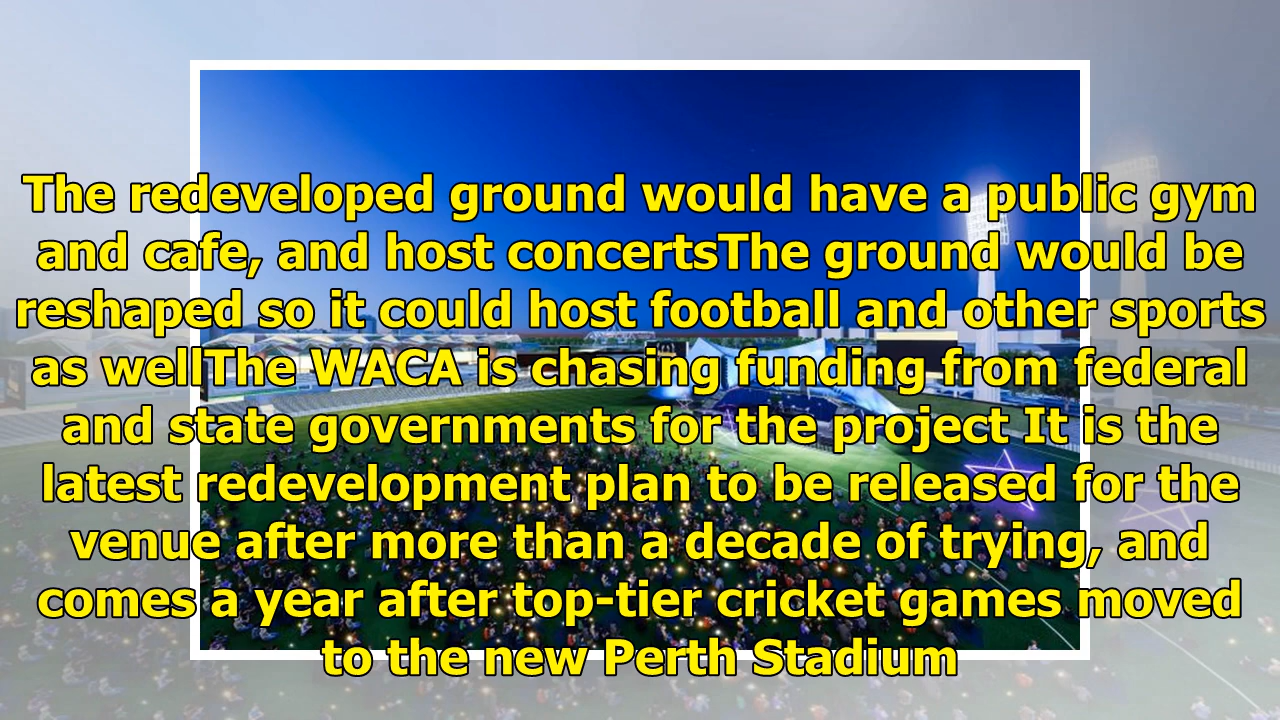 The redeveloped ground would have a public gym
and cafe, and host concertsThe ground would be
reshaped so it could host football and other sports
as wellThe WACA is chasing funding from federal
and state governments for the project It is the
latest redevelopment plan to be released for the
venue after more than a decade of trying, and
comes a year after top-tier cricket games moved
to the new Perth Stadium